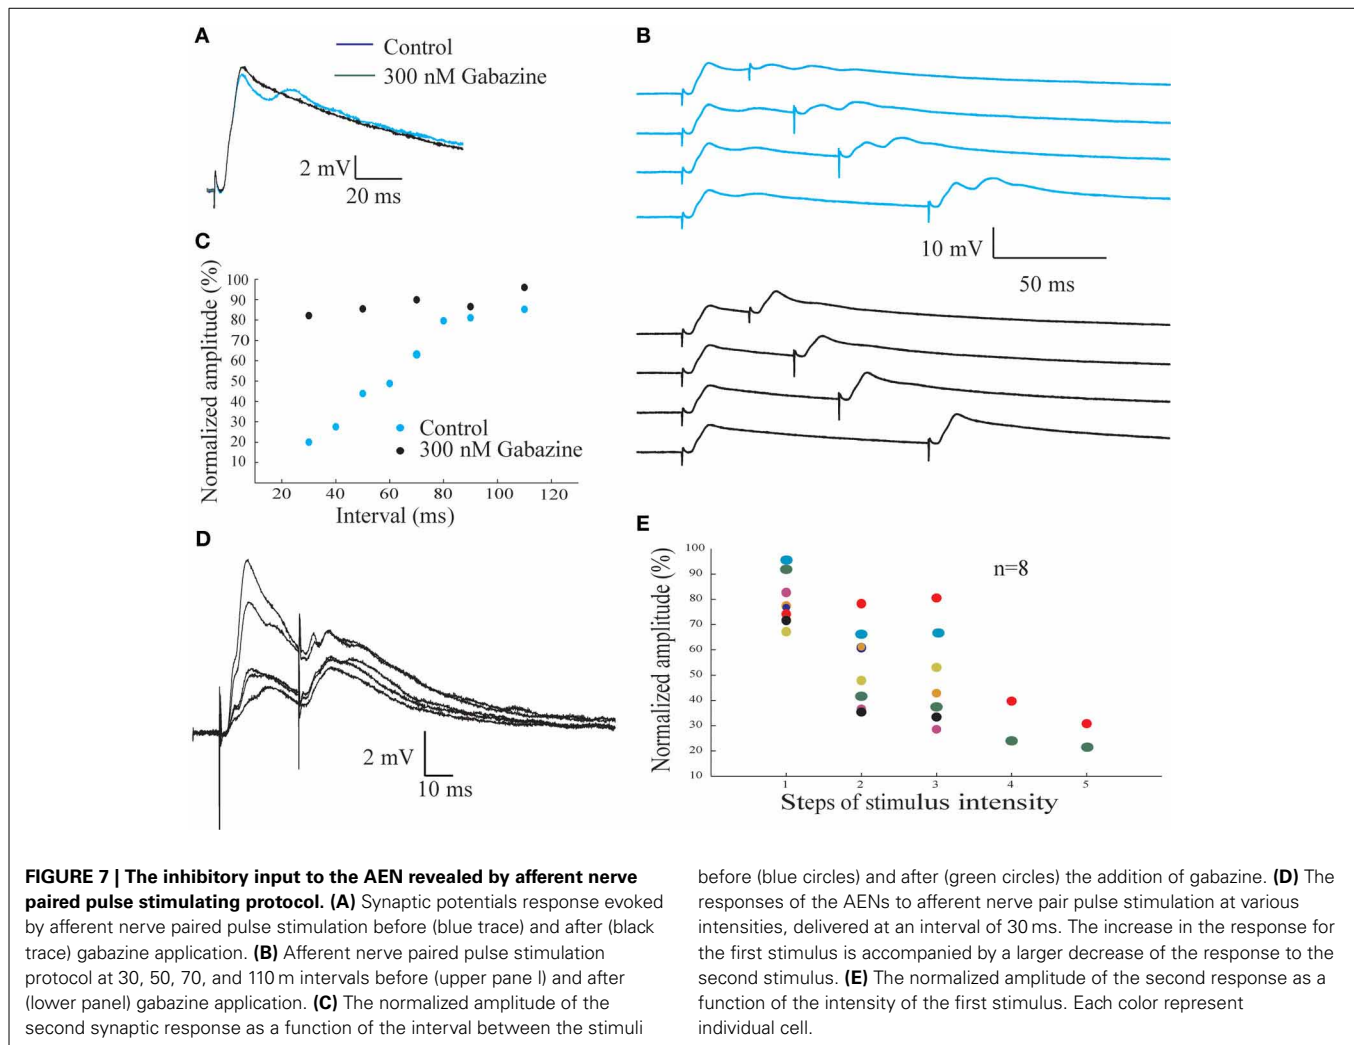 A
Control
300 nM Gabazine
2 mV
20 ms
B
10 mV
50 ms
C
Normalized amplitude (%)
100
90
80
70
60
50
40
30
20
10
Control
300 nM Gabazine
20 40 60 80 100 120
Interval (ms)
D
2 mV
10 ms
E
Normalized amplitude (%)
100
90
80
70
60
50
40
30
20
10
n=8
1 2 3 4 5
Steps of stimulus intensity
FIGURE 7 | The inhibitory input to the AEN revealed by afferent nerve
paired pulse stimulating protocol. (A) Synaptic potentials response evoked
by afferent nerve paired pulse stimulation before (blue trace) and after (black
trace) gabazine application. (B) Afferent nerve paired pulse stimulation
protocol at 30, 50, 70, and 110 m intervals before (upper pane l) and after
(lower panel) gabazine application. (C) The normalized amplitude of the
second synaptic response as a function of the interval between the stimuli
before (blue circles) and after (green circles) the addition of gabazine. (D) The
responses of the AENs to afferent nerve pair pulse stimulation at various
intensities, delivered at an interval of 30 ms. The increase in the response for
the first stimulus is accompanied by a larger decrease of the response to the
second stimulus. (E) The normalized amplitude of the second response as a
function of the intensity of the first stimulus. Each color represent
individual cell.